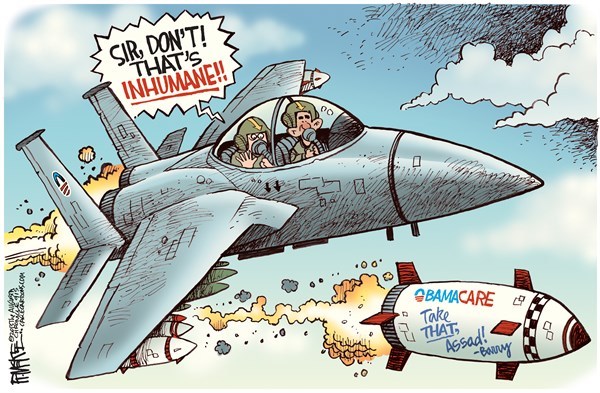 SIR, DON'T!
THAT'S
INHUMANE!!
OBAMACARE
Take
THAT,
Assad!
-Barry